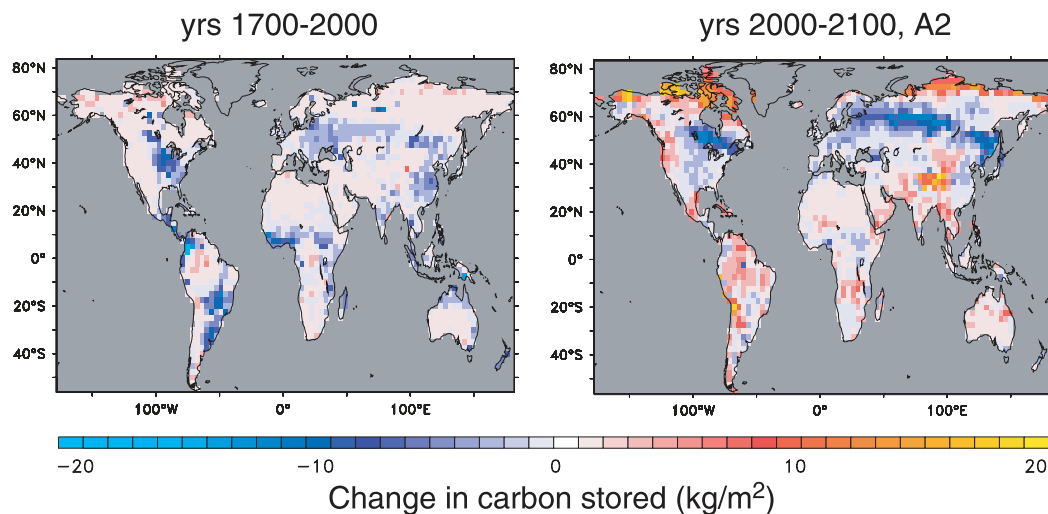 yrs 1700-2000 yrs 2000-2100, A2
80°N 80°N
60°N 60°N
40°N 40°N
20°N 20°N
0° 0°
20°S 20°S
40°S 40°S
100°W 0° 100°E 100°W 0° 100°E
−20 −10 0 10 20
Change in carbon stored (kg/m²)